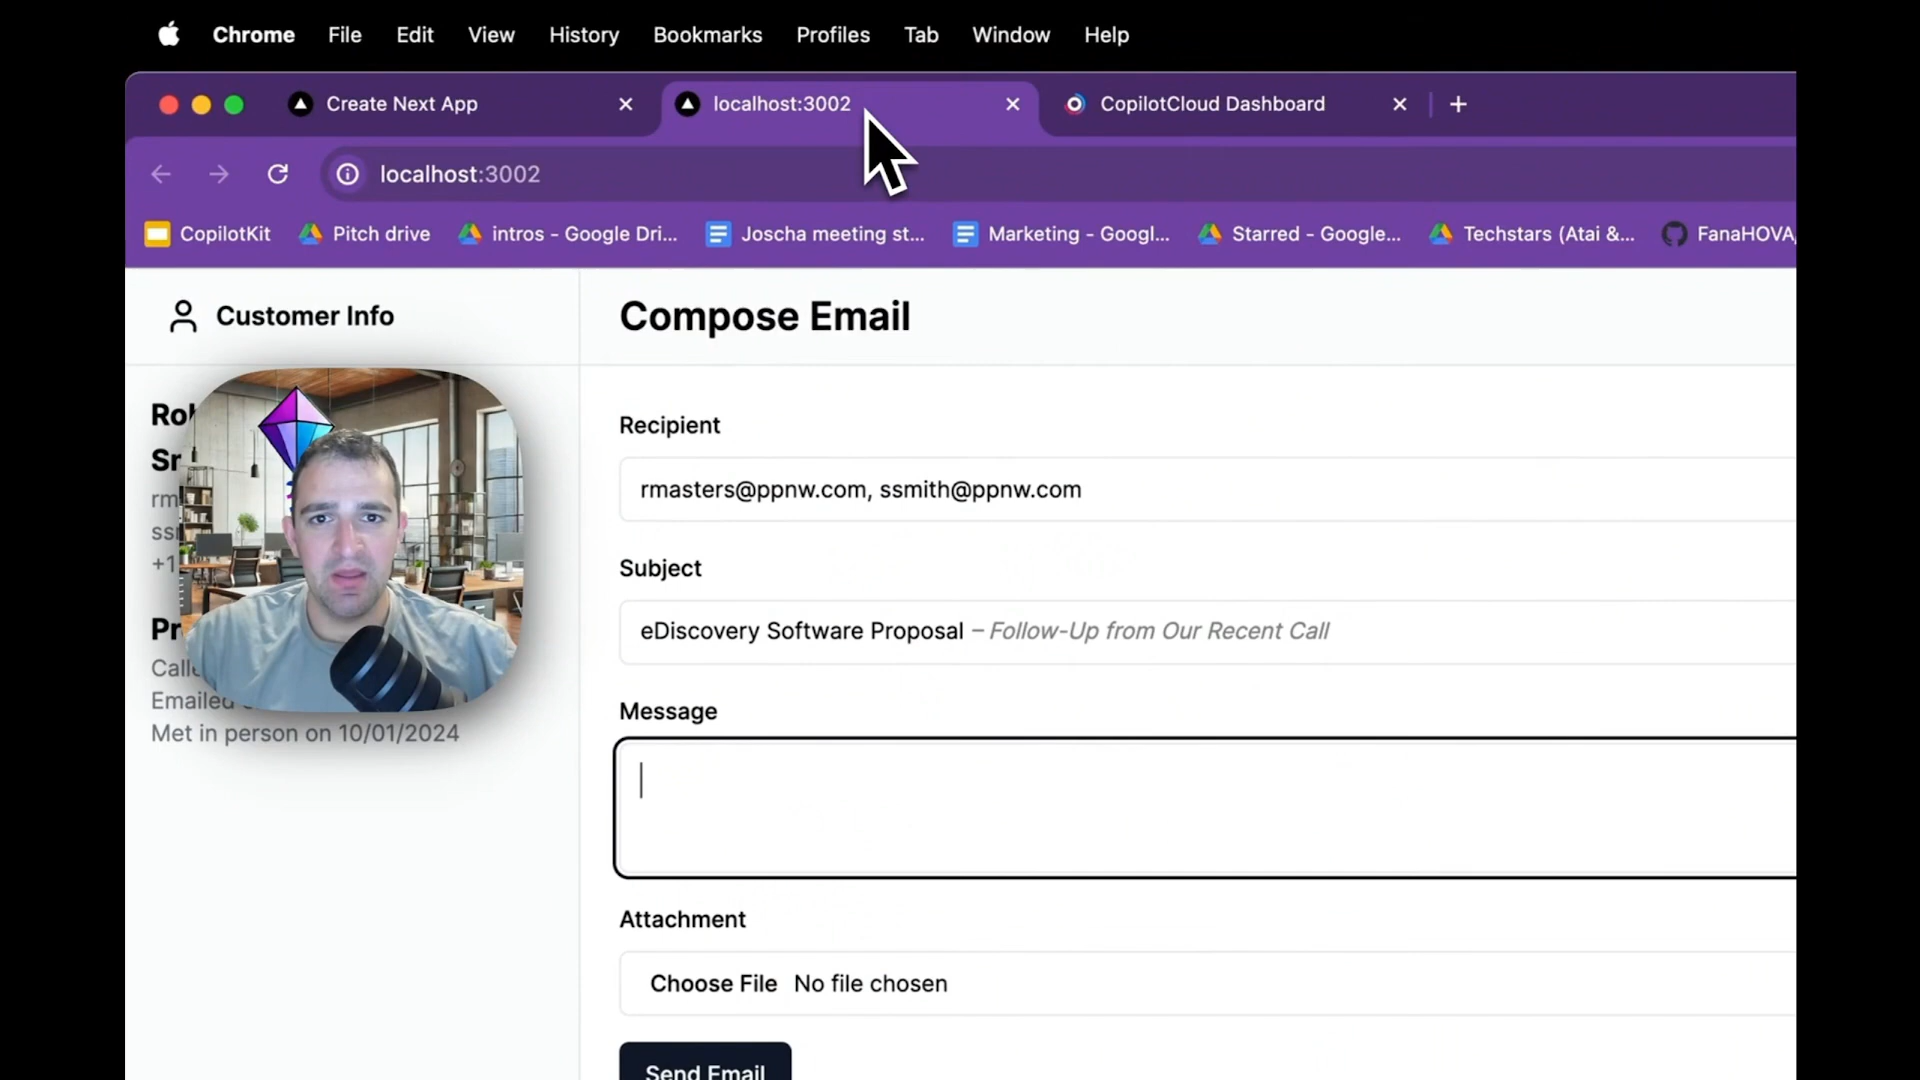 Chrome File Edit View History Bookmarks Profiles Tab Window Help
Create Next App localhost:3002 CopilotCloud Dashboard
localhost:3002
CopilotKit Pitch drive intros - Google Dri... Joscha meeting st... Marketing - Googl... Starred - Google... Techstars (Atai &... FanaHOVA
Customer Info
Compose Email
Recipient
rmasters@ppnw.com, ssmith@ppnw.com
Subject
eDiscovery Software Proposal – Follow-Up from Our Recent Call
Message
Emailed
Met in person on 10/01/2024
Attachment
Choose File No file chosen
Send Email